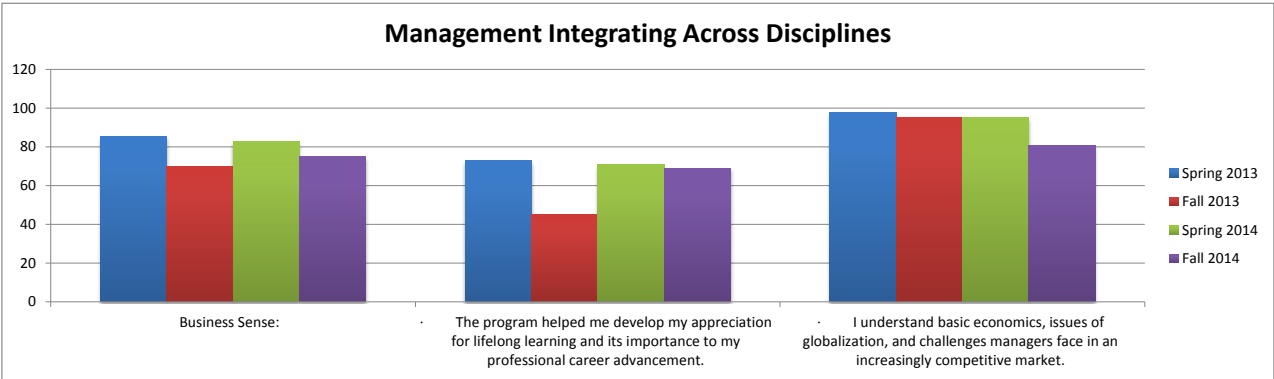 Management Integrating Across Disciplines
120
100
80
60
40
20
0
Business Sense:
· The program helped me develop my appreciation
for lifelong learning and its importance to my
professional career advancement.
· I understand basic economics, issues of
globalization, and challenges managers face in an
increasingly competitive market.
Spring 2013
Fall 2013
Spring 2014
Fall 2014